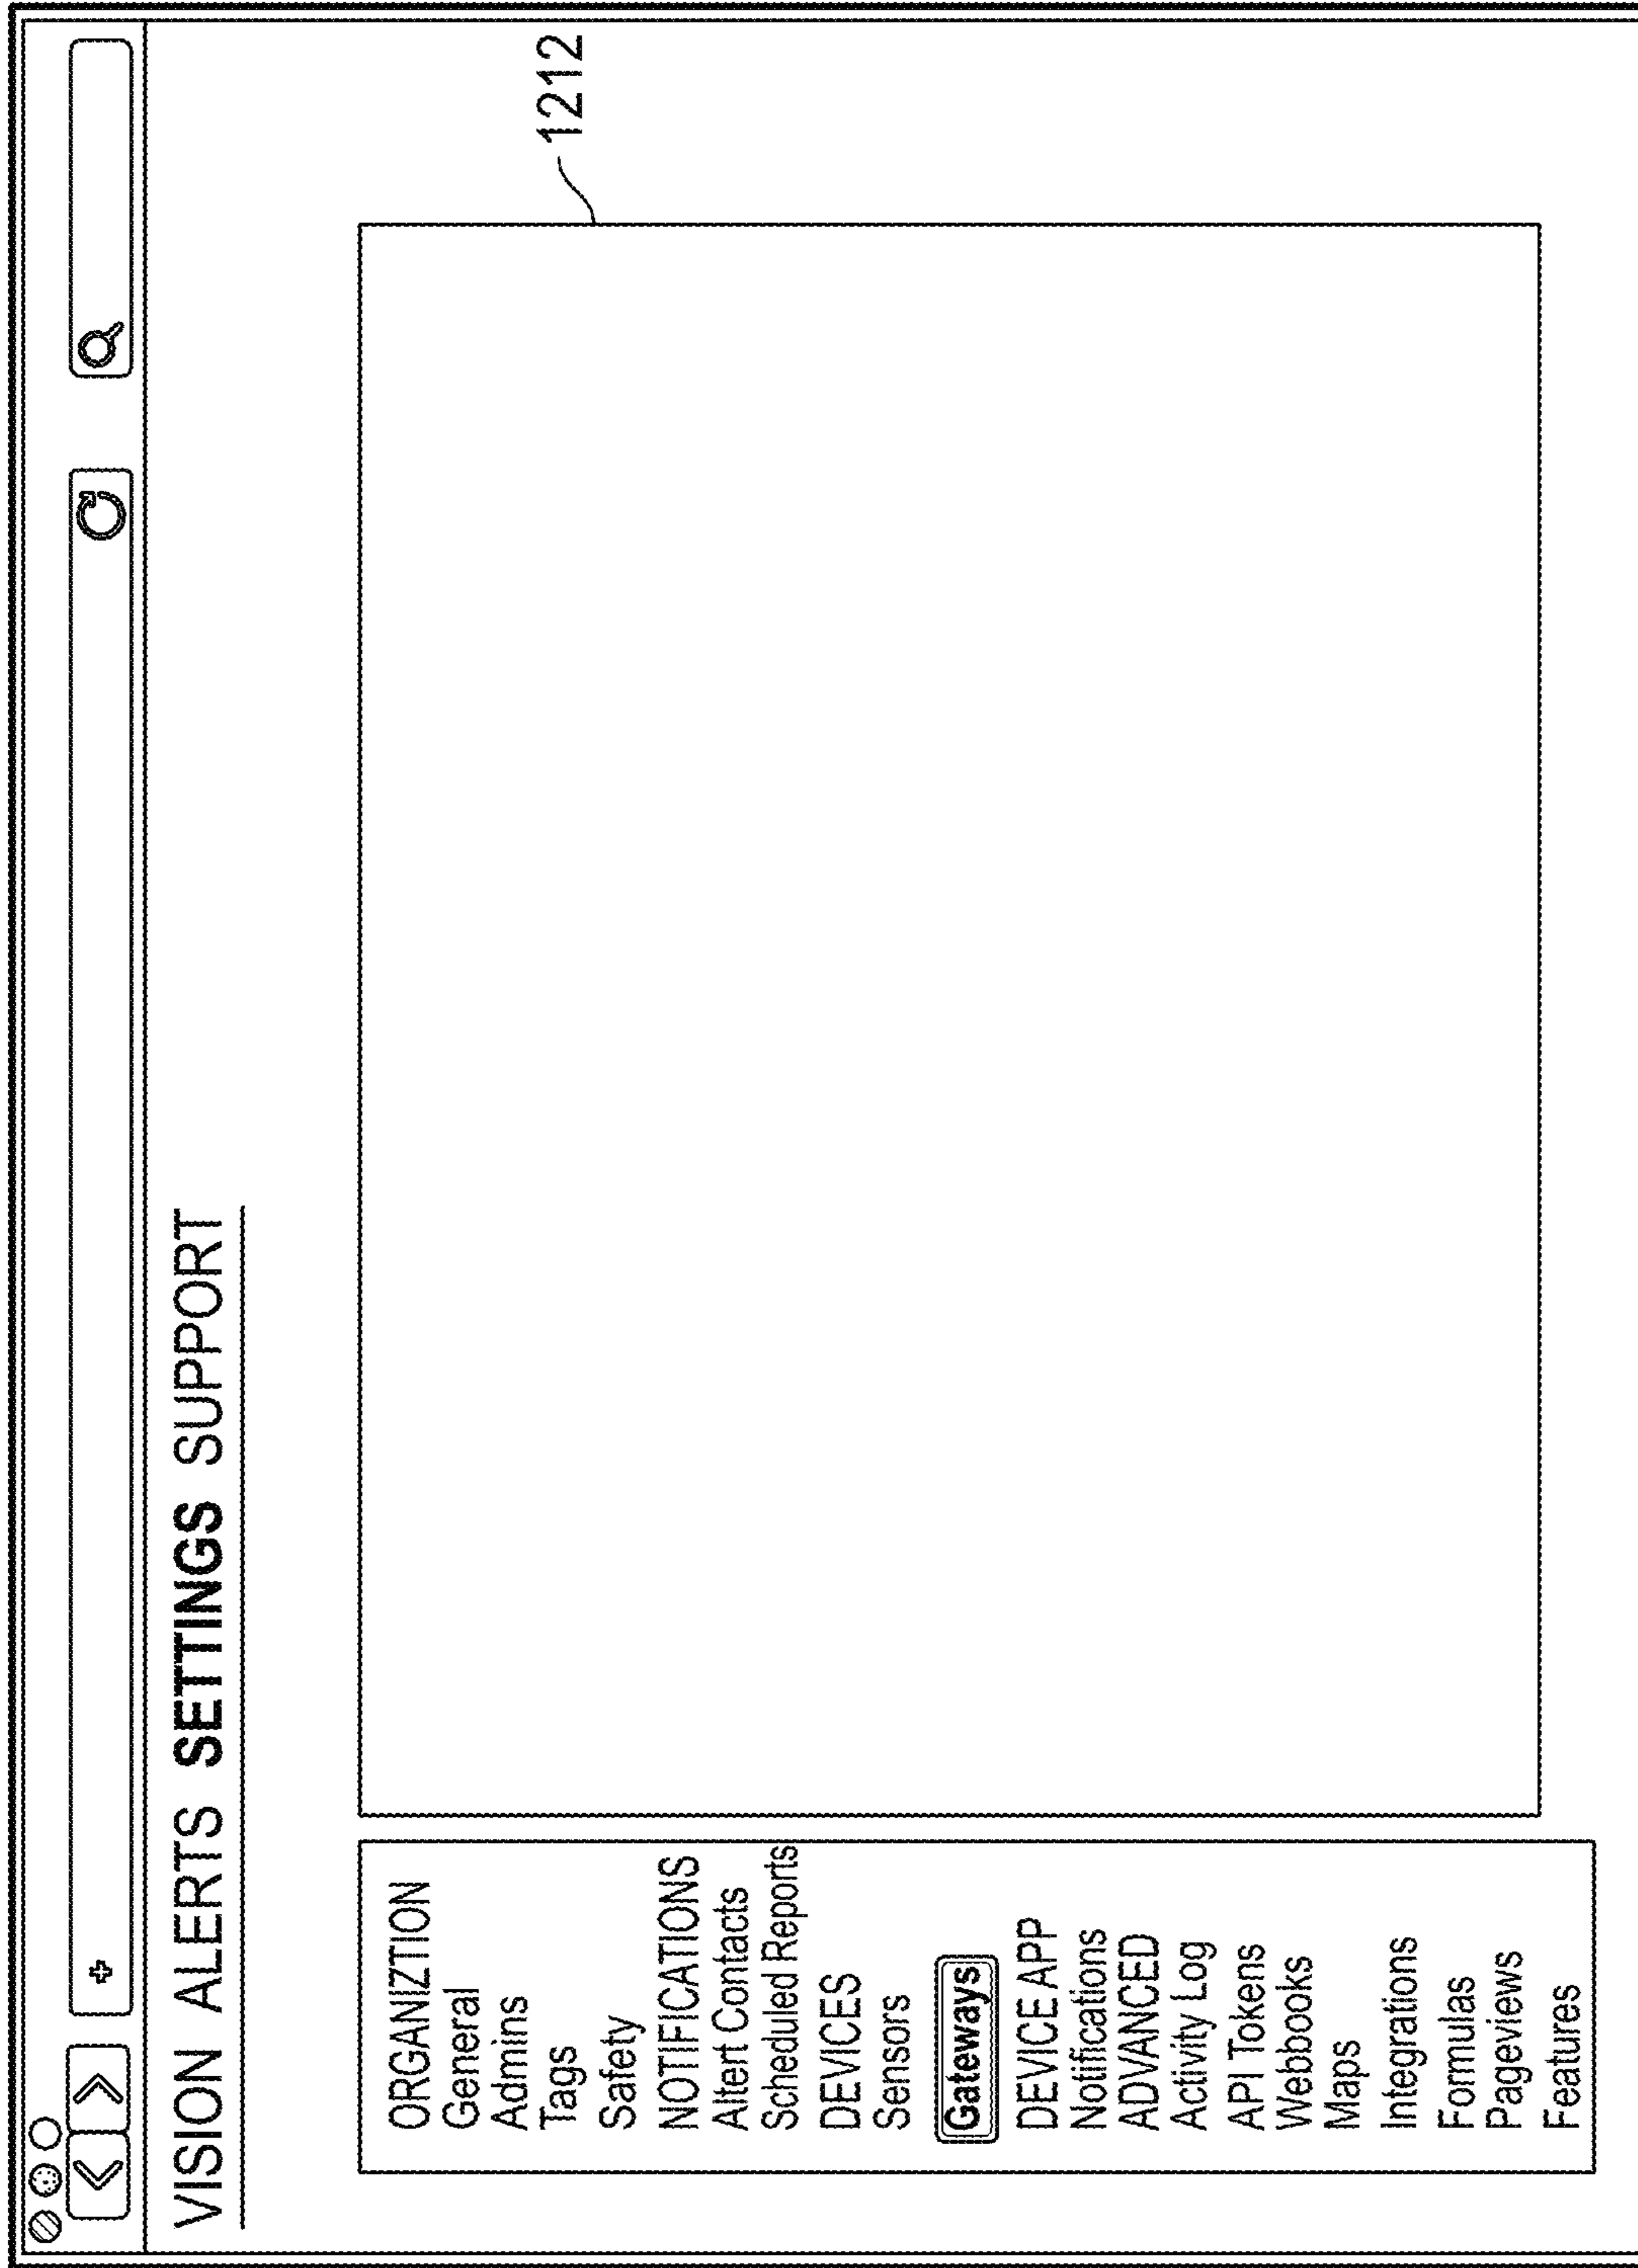 VISION ALERTS SETTINGS SUPPORT
ORGANIZTION
General
Admins
Tags
Safety
NOTIFICATIONS
Altert Contacts
Scheduled Reports
DEVICES
Sensors
Gateways
DEVICE APP
Notifications
ADVANCED
Activity Log
API Tokens
Webbooks
Maps
Integrations
Formulas
Pageviews
Features
1212